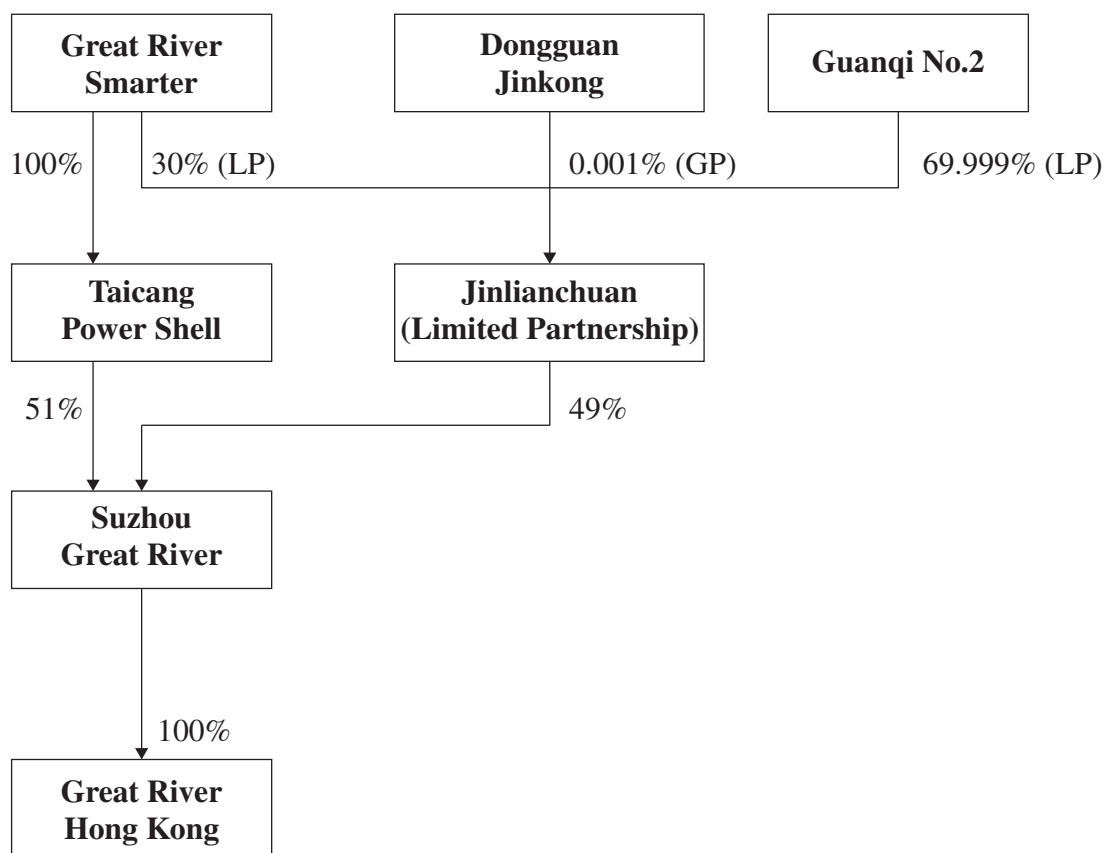 Great River
Smarter
Dongguan
Jinkong
Guanqi No.2
100%
30% (LP)
0.001% (GP)
69.999% (LP)
Taicang
Power Shell
Jinlianchuan
(Limited Partnership)
51%
49%
Suzhou
Great River
100%
Great River
Hong Kong